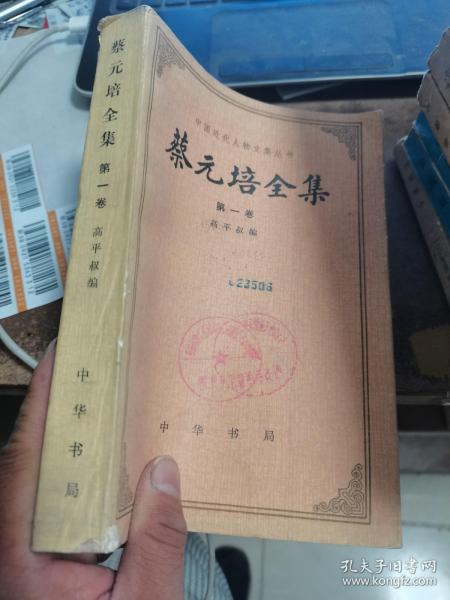 蔡元培全集
第一卷
高平叔编
中华书局
中国近代人物文集丛书
蔡元培全集
第一卷
高平叔编
23506
中华书局
孔夫子旧书网
www.kongfz.com